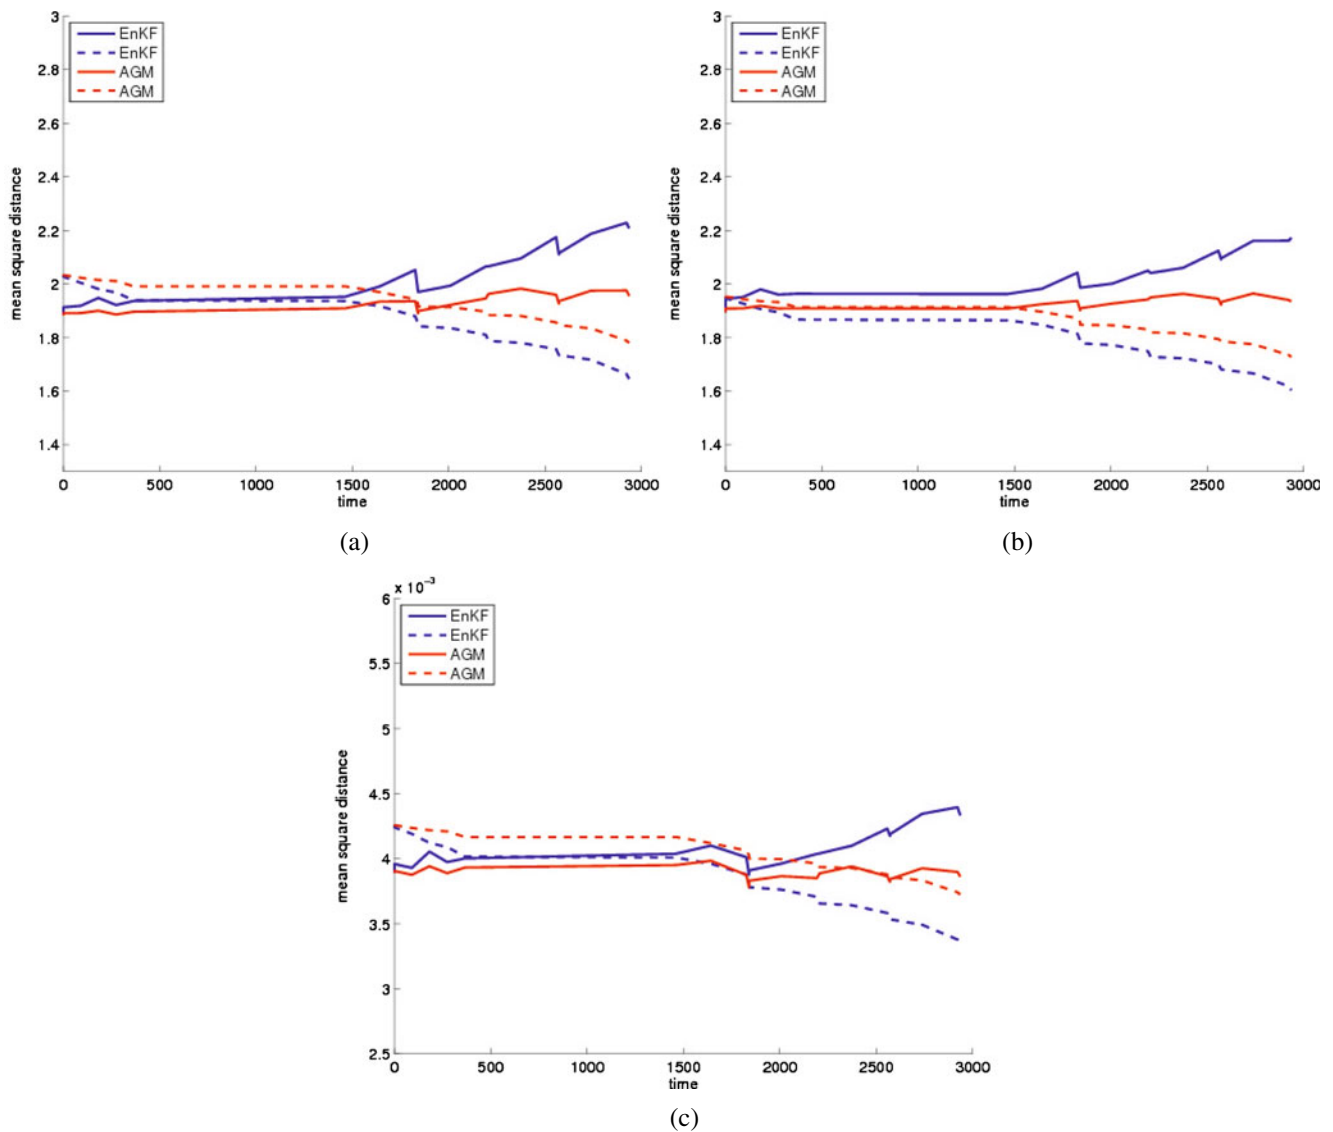 3
2.8
2.6
2.4
2.2
2
1.8
1.6
1.4
mean square distance
EnKF
EnKF
AGM
AGM
0 500 1000 1500 2000 2500 3000
time
(a)
3
2.8
2.6
2.4
2.2
2
1.8
1.6
1.4
mean square distance
EnKF
EnKF
AGM
AGM
0 500 1000 1500 2000 2500 3000
time
(b)
x 10⁻³
6
5.5
5
4.5
4
3.5
3
2.5
mean square distance
EnKF
EnKF
AGM
AGM
0 500 1000 1500 2000 2500 3000
time
(c)